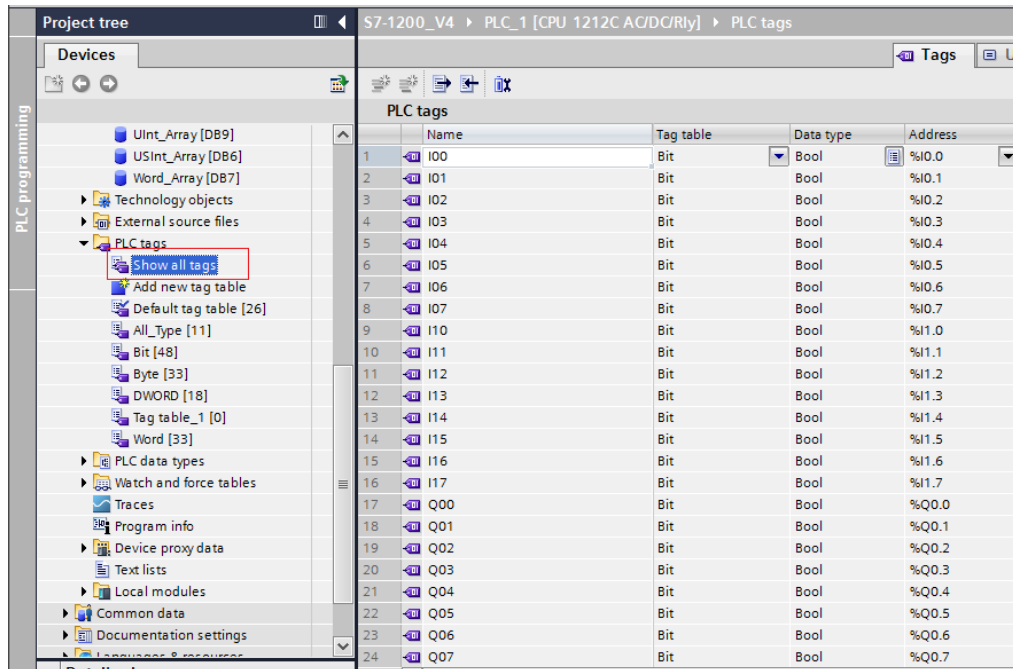 Project tree
S7-1200_V4 ▸ PLC_1 [CPU 1212C AC/DC/Rly] ▸ PLC tags
Devices
Tags
U
PLC programming
PLC tags
UInt_Array [DB9]
USInt_Array [DB6]
Word_Array [DB7]
Technology objects
External source files
PLC tags
Show all tags
Add new tag table
Default tag table [26]
All_Type [11]
Bit [48]
Byte [33]
DWORD [18]
Tag table_1 [0]
Word [33]
PLC data types
Watch and force tables
Traces
Program info
Device proxy data
Text lists
Local modules
Common data
Documentation settings
Languages & resources
Name Tag table Data type Address
1 I00 Bit Bool %I0.0
2 I01 Bit Bool %I0.1
3 I02 Bit Bool %I0.2
4 I03 Bit Bool %I0.3
5 I04 Bit Bool %I0.4
6 I05 Bit Bool %I0.5
7 I06 Bit Bool %I0.6
8 I07 Bit Bool %I0.7
9 I10 Bit Bool %I1.0
10 I11 Bit Bool %I1.1
11 I12 Bit Bool %I1.2
12 I13 Bit Bool %I1.3
13 I14 Bit Bool %I1.4
14 I15 Bit Bool %I1.5
15 I16 Bit Bool %I1.6
16 I17 Bit Bool %I1.7
17 Q00 Bit Bool %Q0.0
18 Q01 Bit Bool %Q0.1
19 Q02 Bit Bool %Q0.2
20 Q03 Bit Bool %Q0.3
21 Q04 Bit Bool %Q0.4
22 Q05 Bit Bool %Q0.5
23 Q06 Bit Bool %Q0.6
24 Q07 Bit Bool %Q0.7